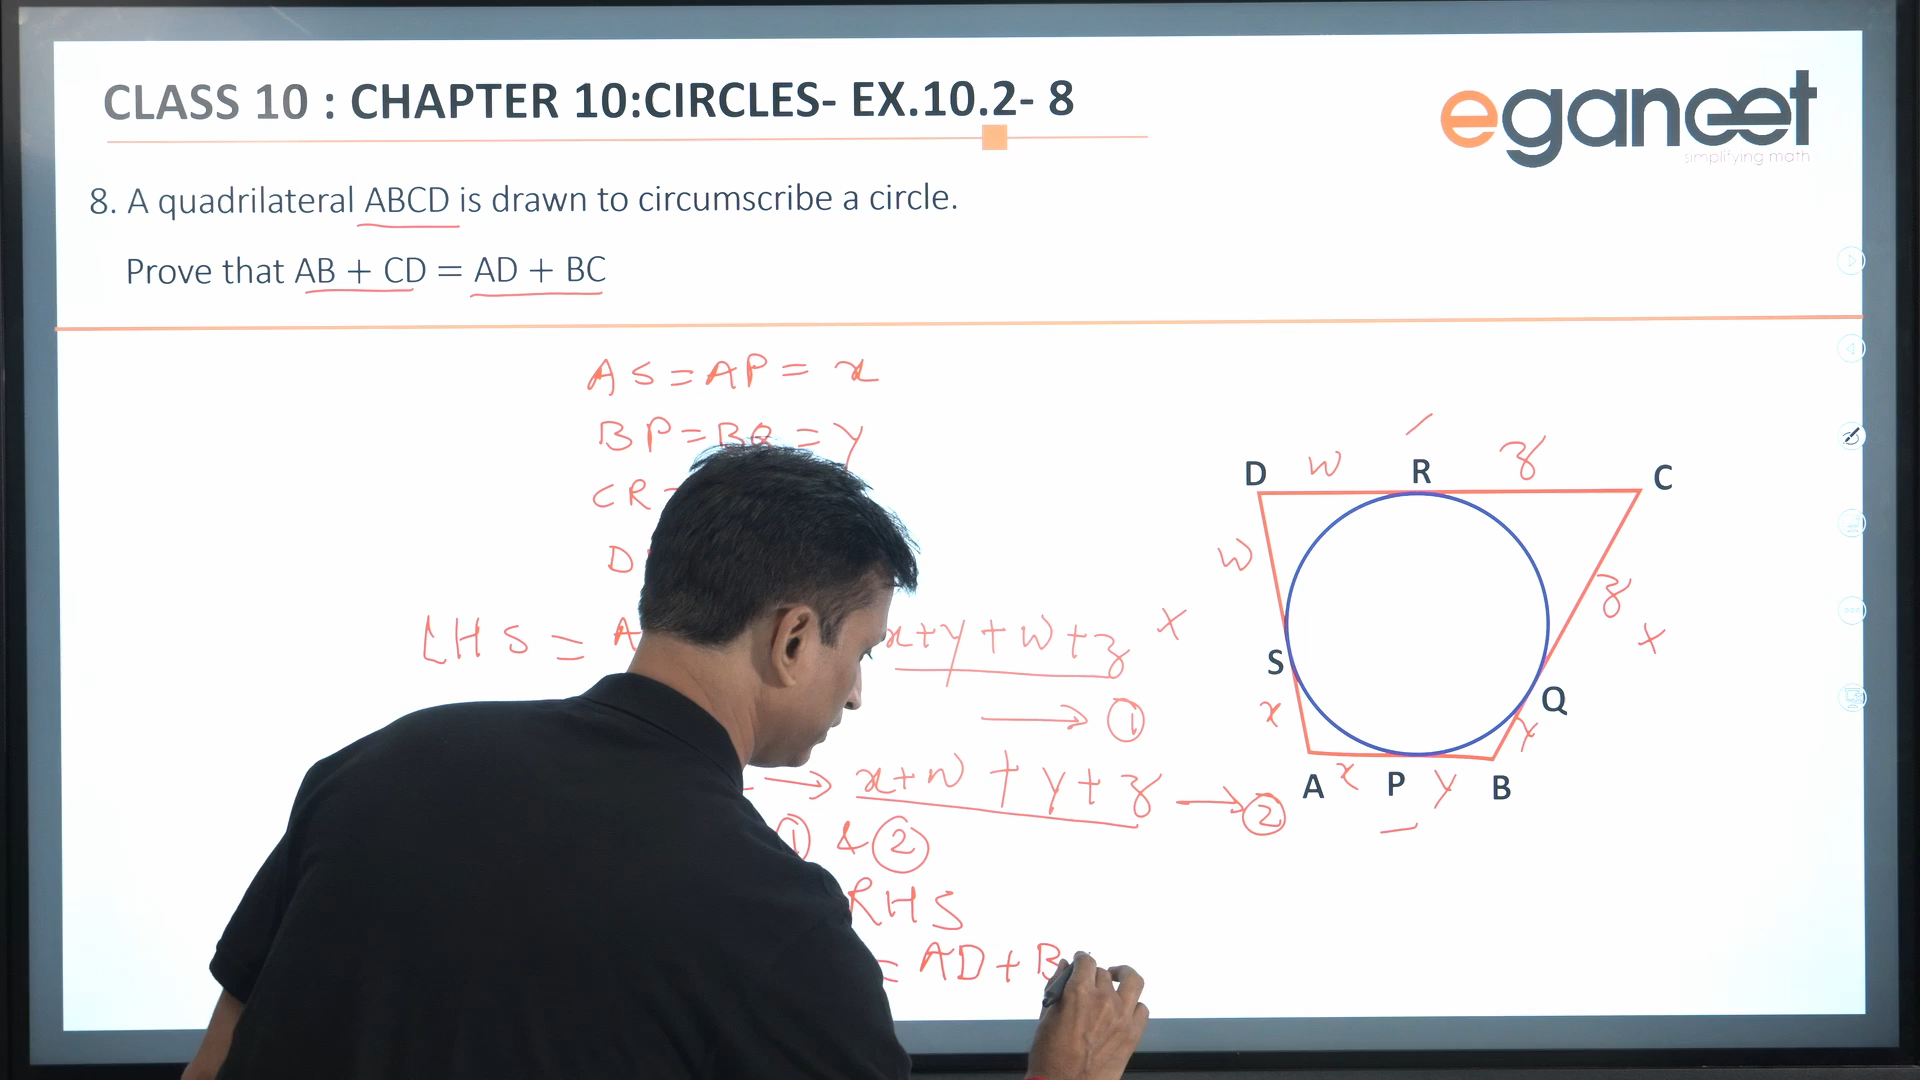 CLASS 10 : CHAPTER 10:CIRCLES- EX.10.2- 8
eganeet
simplifying math
8. A quadrilateral ABCD is drawn to circumscribe a circle.
Prove that AB + CD = AD + BC
AS = AP = x
BP = BQ = y
CR
D
LHS = A
x+y+w+z
→ ①
→ x+w + y+z → ②
① & ②
RHS
= AD + B
D w R z C
w
z
S
Q
x
y
A x P y B